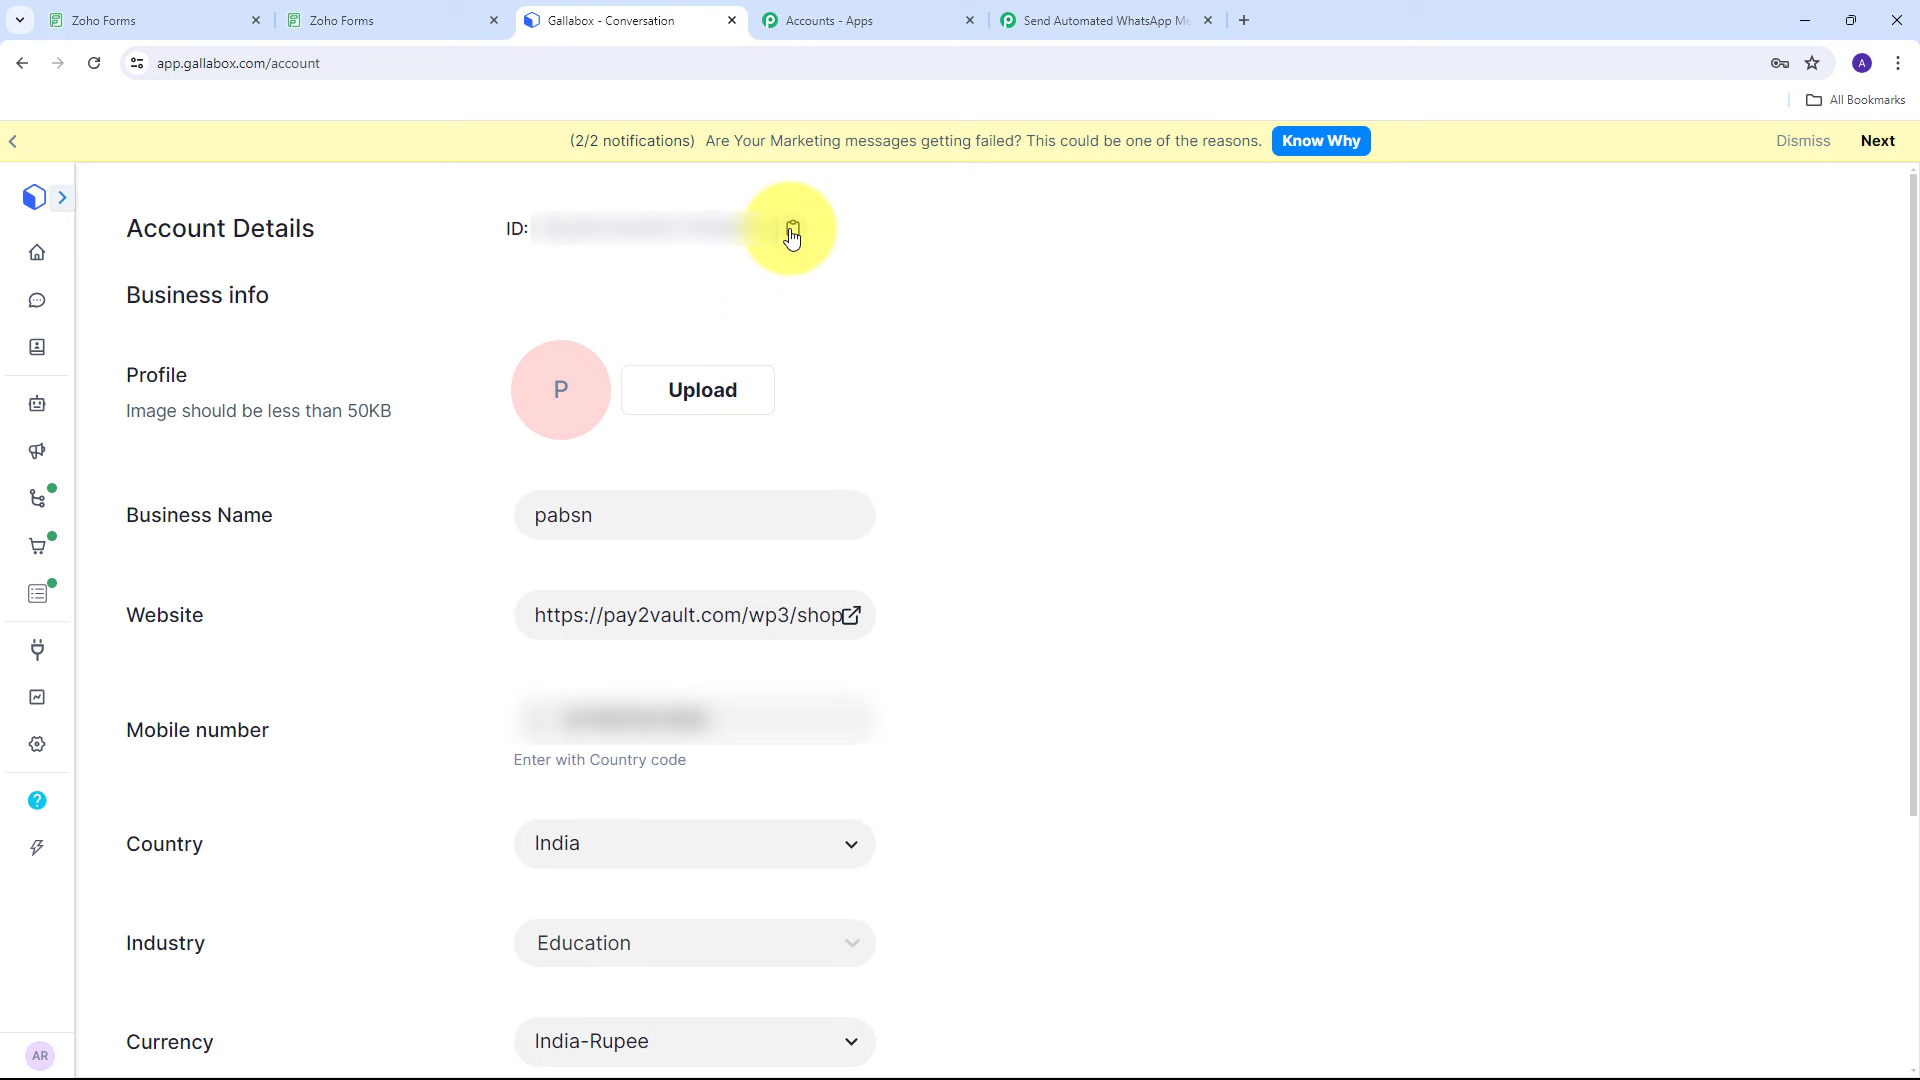 Zoho Forms
Zoho Forms
Gallabox - Conversation
Accounts - Apps
Send Automated WhatsApp Me
app.gallabox.com/account
A
All Bookmarks
(2/2 notifications) Are Your Marketing messages getting failed? This could be one of the reasons.
Know Why
Dismiss
Next
Account Details
ID:
Business info
Profile
Image should be less than 50KB
P
Upload
Business Name
pabsn
Website
https://pay2vault.com/wp3/shop
Mobile number
Enter with Country code
Country
India
Industry
Education
Currency
India-Rupee
?
AR